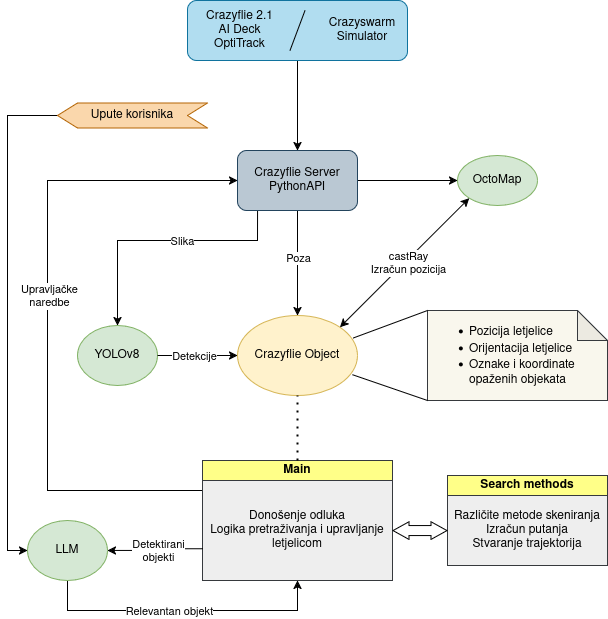 Crazyflie 2.1
AI Deck
OptiTrack
/
Crazyswarm
Simulator
Upute korisnika
Crazyflie Server
PythonAPI
OctoMap
Slika
Poza
castRay
Izračun pozicija
Upravljačke
naredbe
YOLOv8
Detekcije
Crazyflie Object
• Pozicija letjelice
• Orijentacija letjelice
• Oznake i koordinate
opaženih objekata
Main
Donošenje odluka
Logika pretraživanja i upravljanje
letjelicom
Search methods
Različite metode skeniranja
Izračun putanja
Stvaranje trajektorija
LLM
Detektirani
objekti
Relevantan objekt